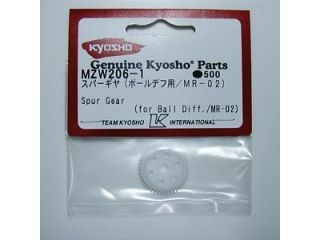 KYOSHO
Genuine Kyosho® Parts
MZW206-1 ●500
スパーギヤ (ボールデフ用/MR-02)
Spur Gear
(for Ball Diff./MR-02)
TEAM KYOSHO K INTERNATIONAL